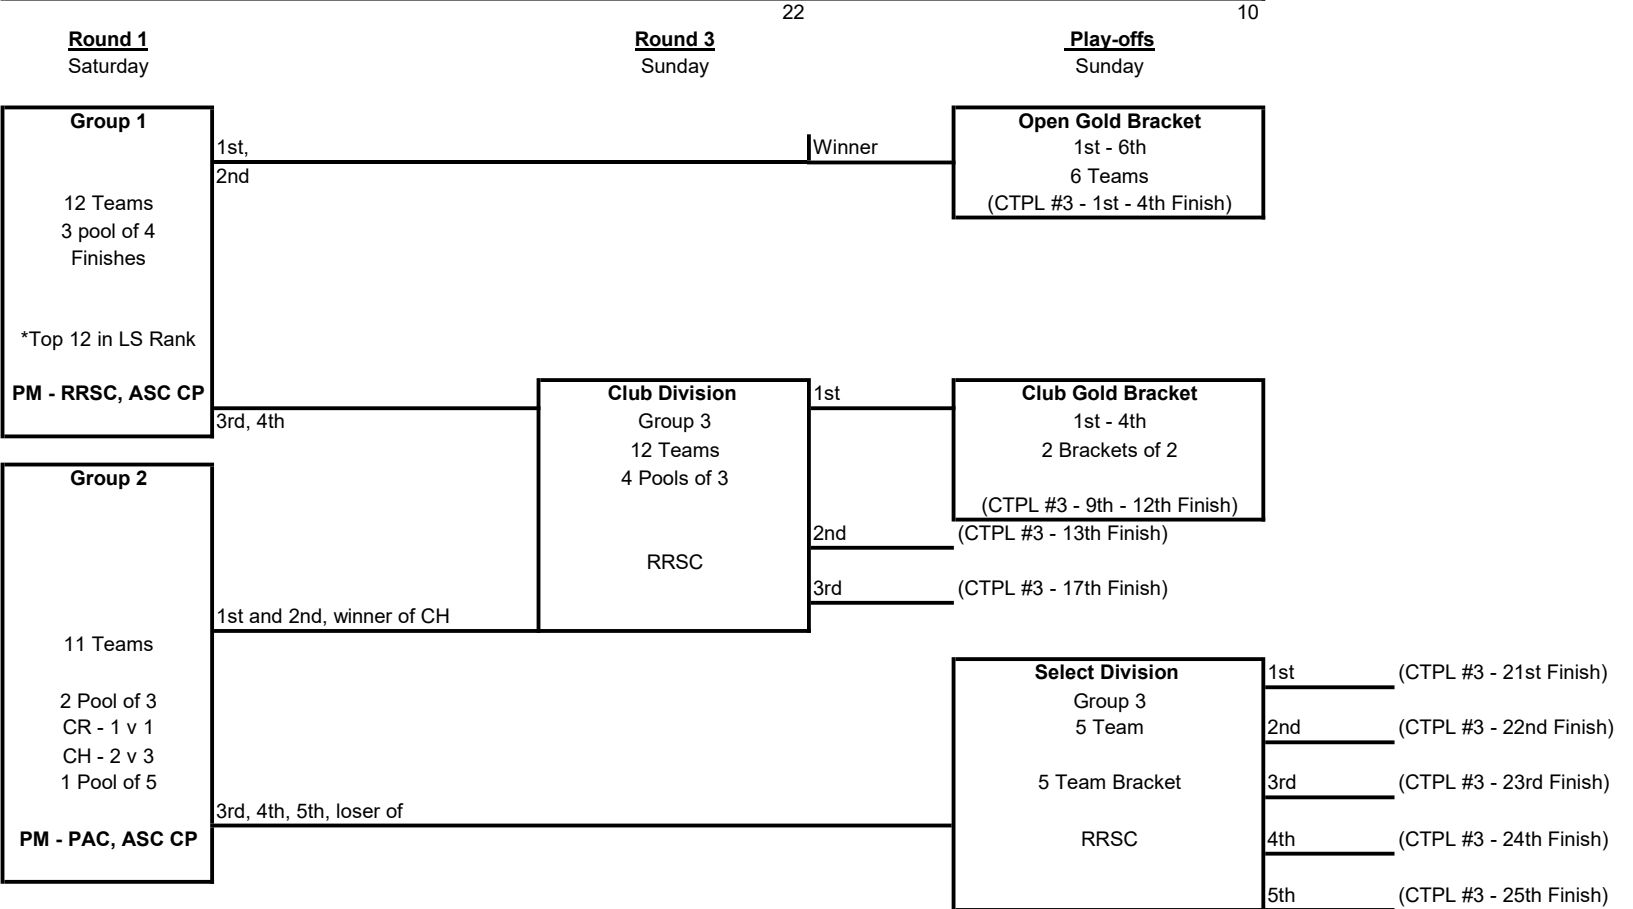 22
10
Round 1
Round 3
Play-offs
Saturday
Sunday
Sunday
Group 1
12 Teams
3 pool of 4
Finishes
*Top 12 in LS Rank
PM - RRSC, ASC CP
1st,
2nd
Winner
Open Gold Bracket
1st - 6th
6 Teams
(CTPL #3 - 1st - 4th Finish)
3rd, 4th
Club Division
Group 3
12 Teams
4 Pools of 3
RRSC
1st
Club Gold Bracket
1st - 4th
2 Brackets of 2
(CTPL #3 - 9th - 12th Finish)
2nd
(CTPL #3 - 13th Finish)
3rd
(CTPL #3 - 17th Finish)
Group 2
11 Teams
2 Pool of 3
CR - 1 v 1
CH - 2 v 3
1 Pool of 5
PM - PAC, ASC CP
1st and 2nd, winner of CH
3rd, 4th, 5th, loser of
Select Division
Group 3
5 Team
5 Team Bracket
RRSC
1st
(CTPL #3 - 21st Finish)
2nd
(CTPL #3 - 22nd Finish)
3rd
(CTPL #3 - 23rd Finish)
4th
(CTPL #3 - 24th Finish)
5th
(CTPL #3 - 25th Finish)